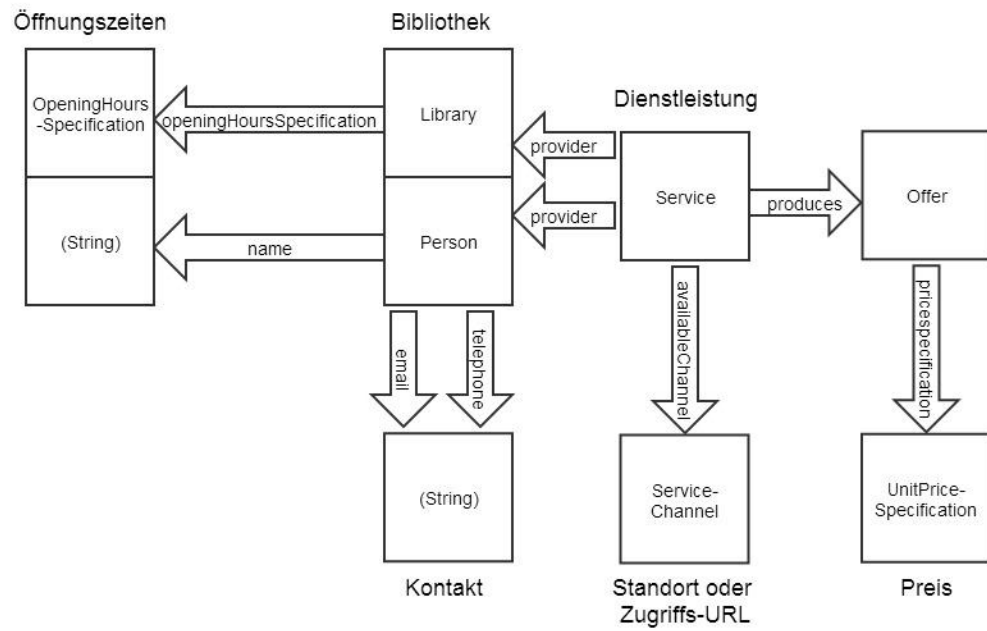 Öffnungszeiten
Bibliothek
Dienstleistung
OpeningHours
-Specification
openingHoursSpecification
Library
provider
Service
produces
Offer
(String)
name
Person
provider
email
telephone
availableChannel
pricespecification
(String)
Service-
Channel
UnitPrice-
Specification
Kontakt
Standort oder
Zugriffs-URL
Preis